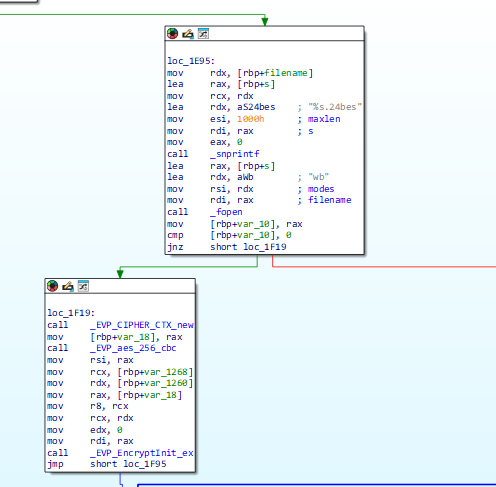 loc_1E95:
mov rdx, [rbp+filename]
lea rax, [rbp+s]
mov rcx, rdx
lea rdx, aS24bes ; "%s.24bes"
mov esi, 1000h ; maxlen
mov rdi, rax ; s
mov eax, 0
call _snprintf
lea rax, [rbp+s]
lea rdx, aWb ; "wb"
mov rsi, rdx ; modes
mov rdi, rax ; filename
call _fopen
mov [rbp+var_10], rax
cmp [rbp+var_10], 0
jnz short loc_1F19
loc_1F19:
call _EVP_CIPHER_CTX_new
mov [rbp+var_18], rax
call _EVP_aes_256_cbc
mov rsi, rax
mov rcx, [rbp+var_1268]
mov rdx, [rbp+var_1260]
mov rax, [rbp+var_18]
mov r8, rcx
mov rcx, rdx
mov edx, 0
mov rdi, rax
call _EVP_EncryptInit_ex
jmp short loc_1F95